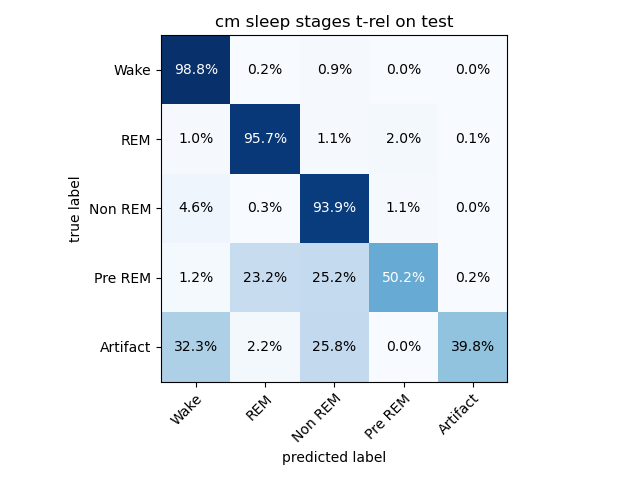 cm sleep stages t-rel on test
Wake 98.8% 0.2% 0.9% 0.0% 0.0%
REM 1.0% 95.7% 1.1% 2.0% 0.1%
Non REM 4.6% 0.3% 93.9% 1.1% 0.0%
Pre REM 1.2% 23.2% 25.2% 50.2% 0.2%
Artifact 32.3% 2.2% 25.8% 0.0% 39.8%
true label
Wake REM Non REM Pre REM Artifact
predicted label